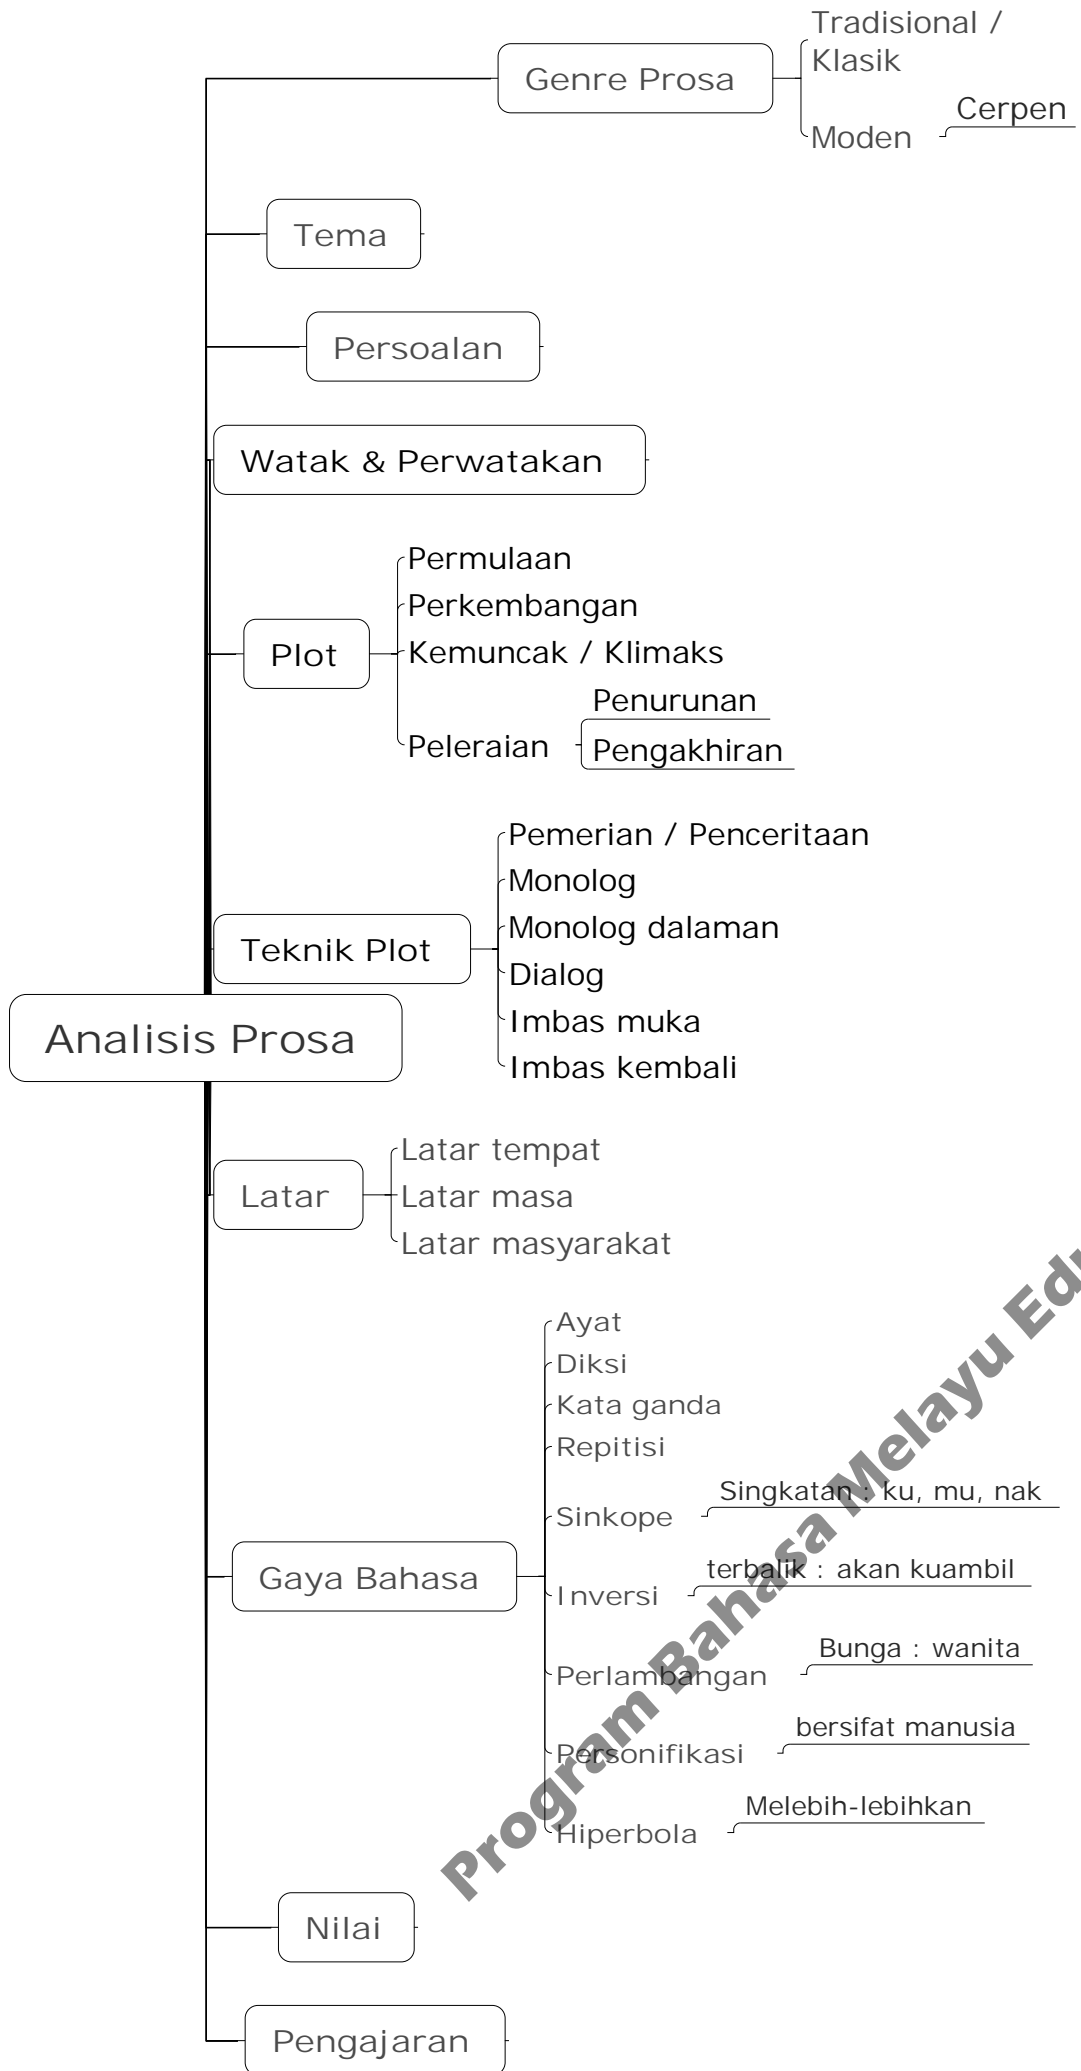 Tradisional /
Klasik
Genre Prosa
Cerpen
Moden
Tema
Persoalan
Watak & Perwatakan
Permulaan
Perkembangan
Plot
Kemuncak / Klimaks
Penurunan
Peleraian
Pengakhiran
Pemerian / Penceritaan
Monolog
Monolog dalaman
Teknik Plot
Dialog
Imbas muka
Imbas kembali
Analisis Prosa
Latar tempat
Latar
Latar masa
Latar masyarakat
Ayat
Diksi
Kata ganda
Repitisi
Sinkope
Singkatan : ku, mu, nak
Gaya Bahasa
Inversi
terbalik : akan kuambil
Perlambangan
Bunga : wanita
Personifikasi
bersifat manusia
Hiperbola
Melebih-lebihkan
Nilai
Pengajaran
Program Bahasa Melayu Edu